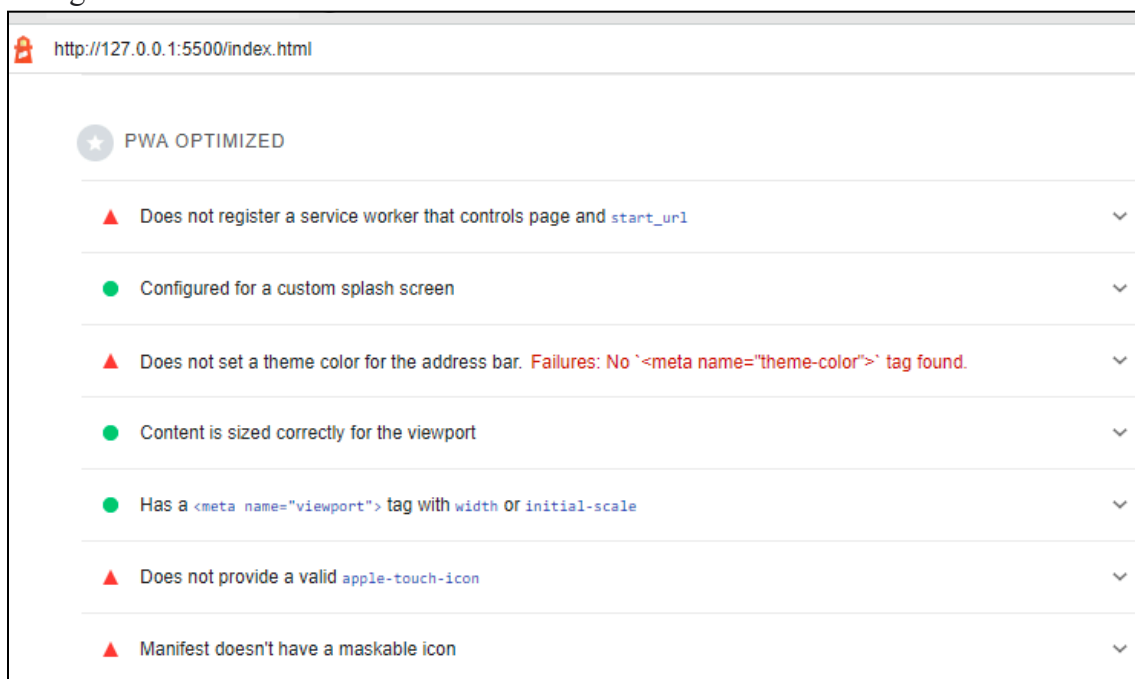 http://127.0.0.1:5500/index.html
PWA OPTIMIZED
Does not register a service worker that controls page and start_url
Configured for a custom splash screen
Does not set a theme color for the address bar. Failures: No `<meta name="theme-color">` tag found.
Content is sized correctly for the viewport
Has a <meta name="viewport"> tag with width or initial-scale
Does not provide a valid apple-touch-icon
Manifest doesn't have a maskable icon